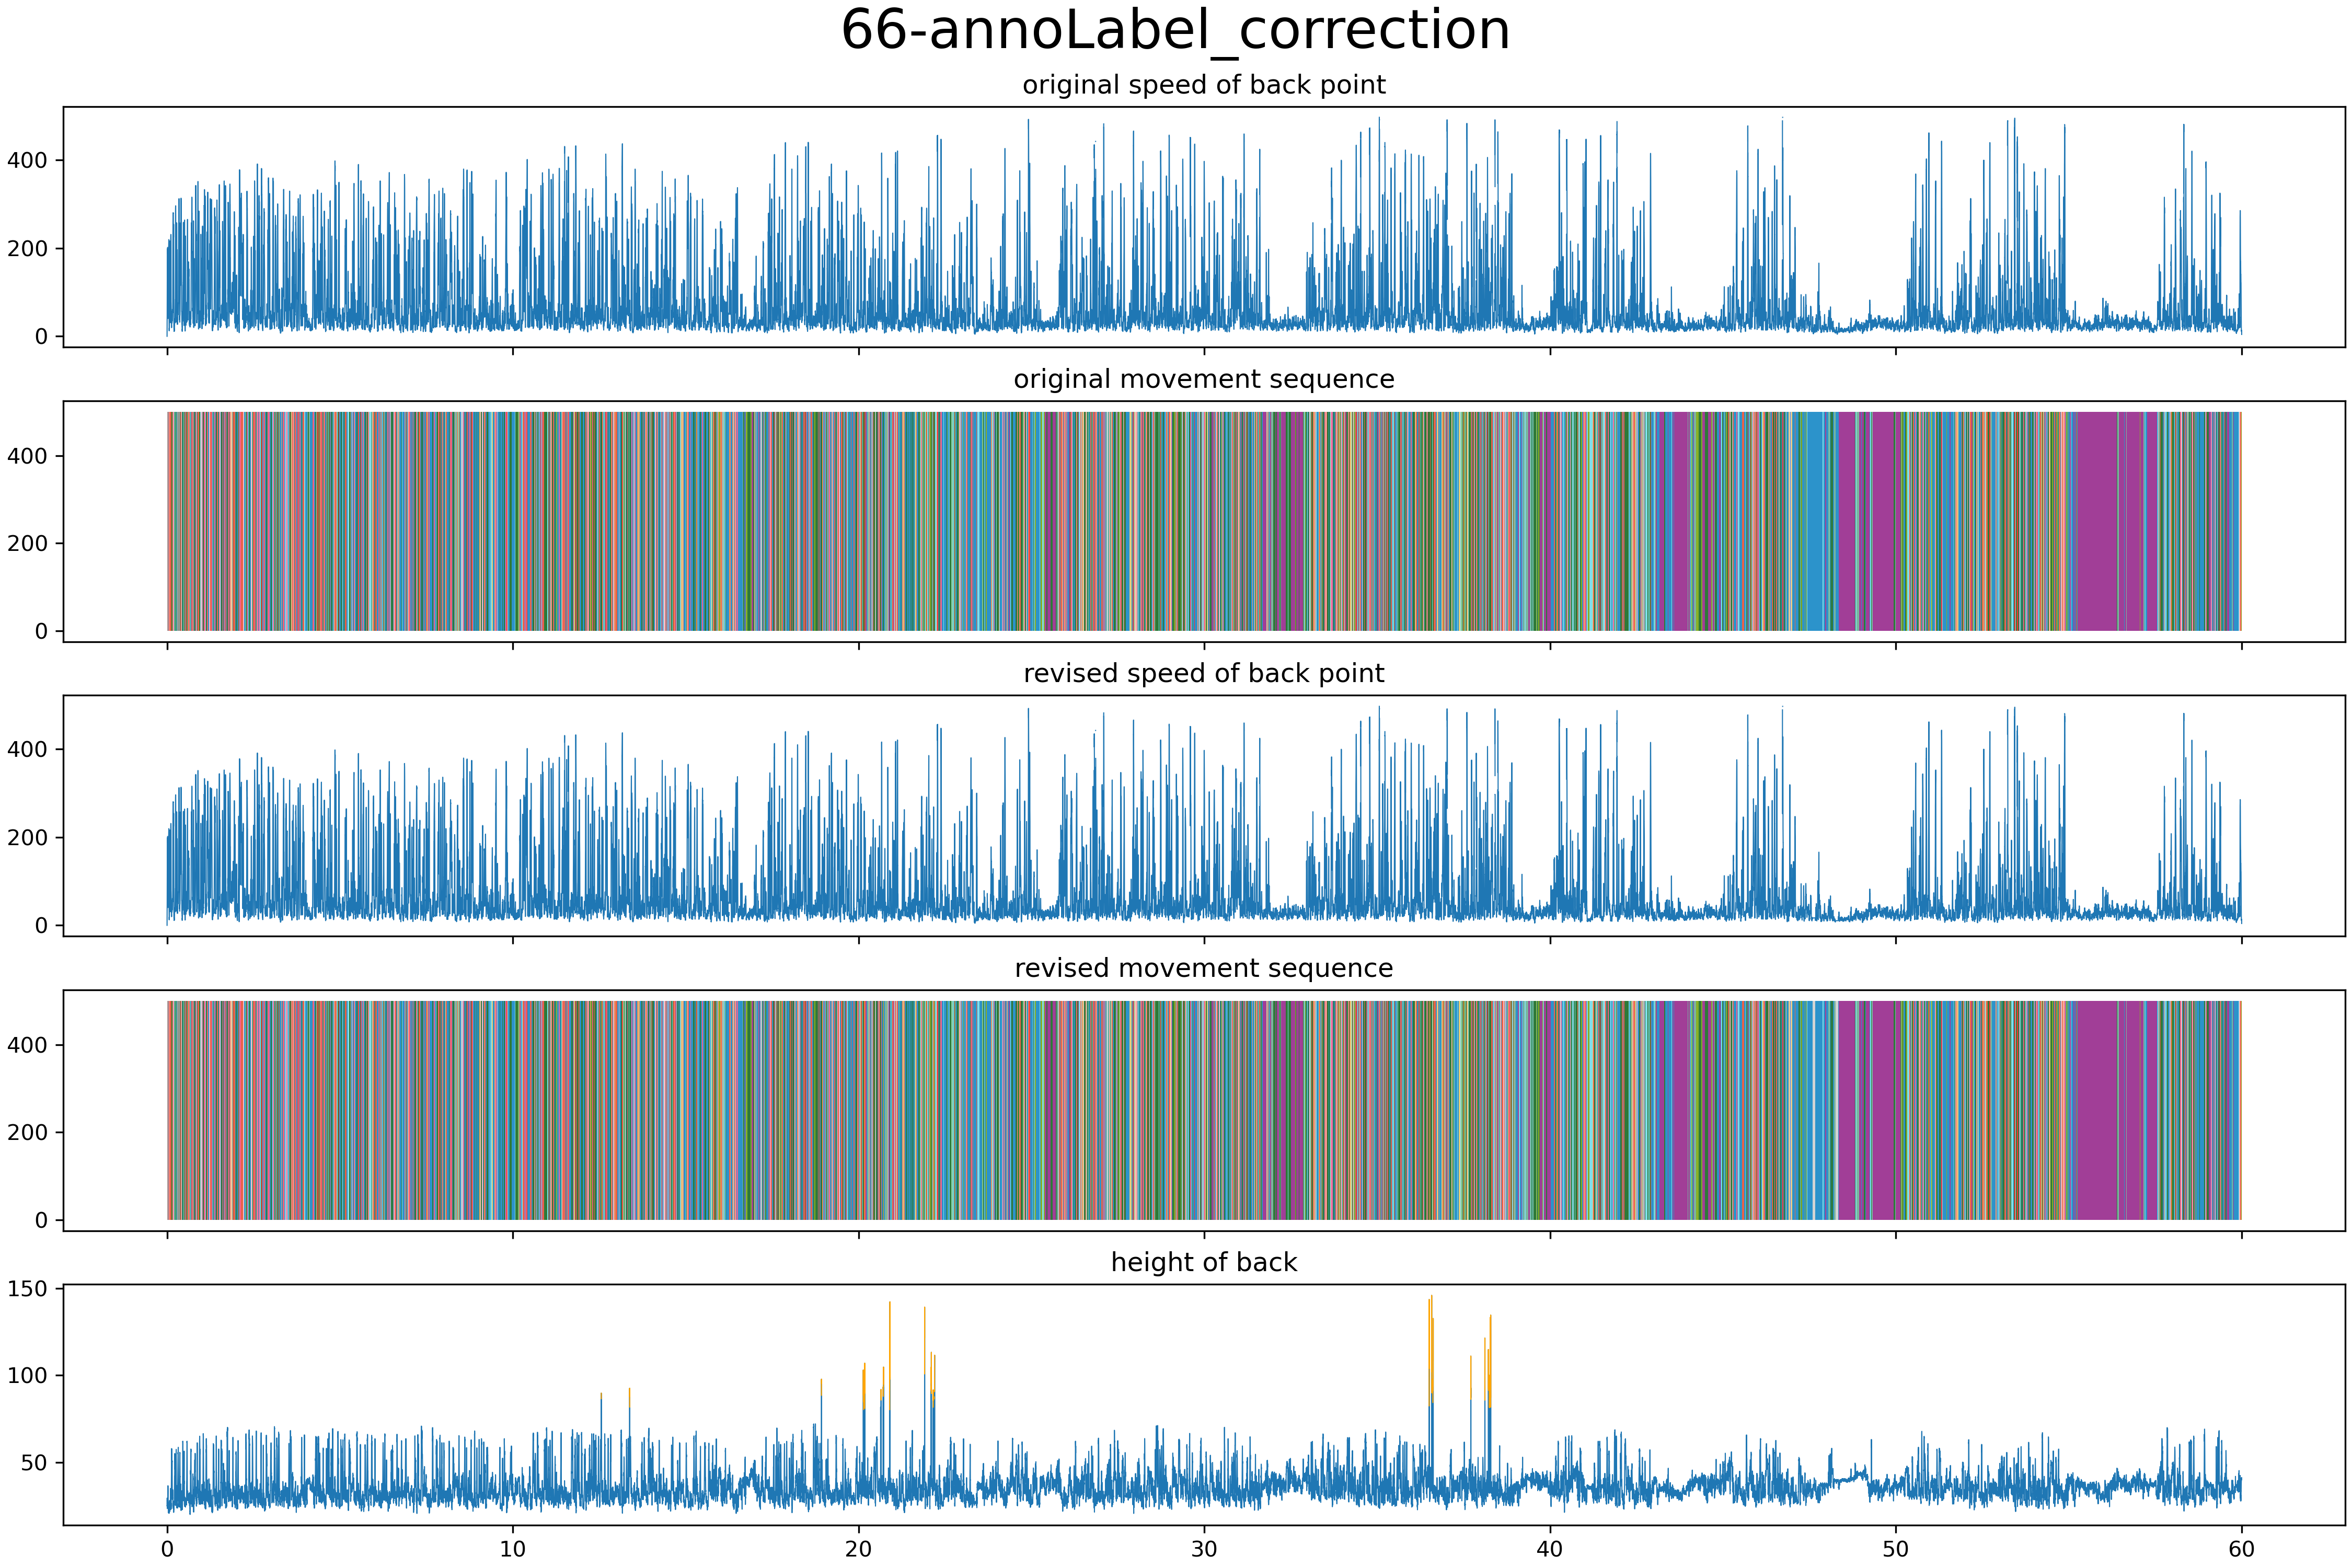 66-annoLabel_correction
original speed of back point
400
200
0
original movement sequence
400
200
0
revised speed of back point
400
200
0
revised movement sequence
400
200
0
height of back
150
100
50
0 10 20 30 40 50 60